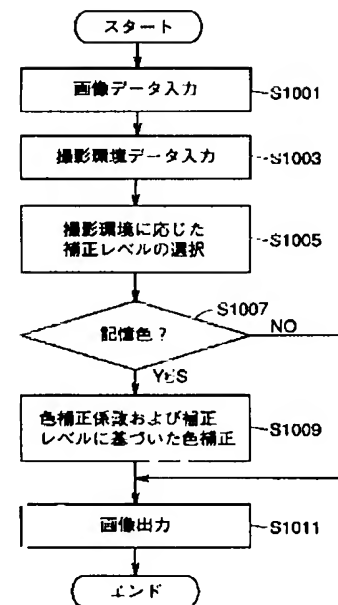 スタート
画像データ入力
S1001
撮影環境データ入力
S1003
撮影環境に応じた
補正レベルの選択
S1005
記憶色？
S1007
NO
YES
色補正係数および補正
レベルに基づいた色補正
S1009
画像出力
S1011
エンド